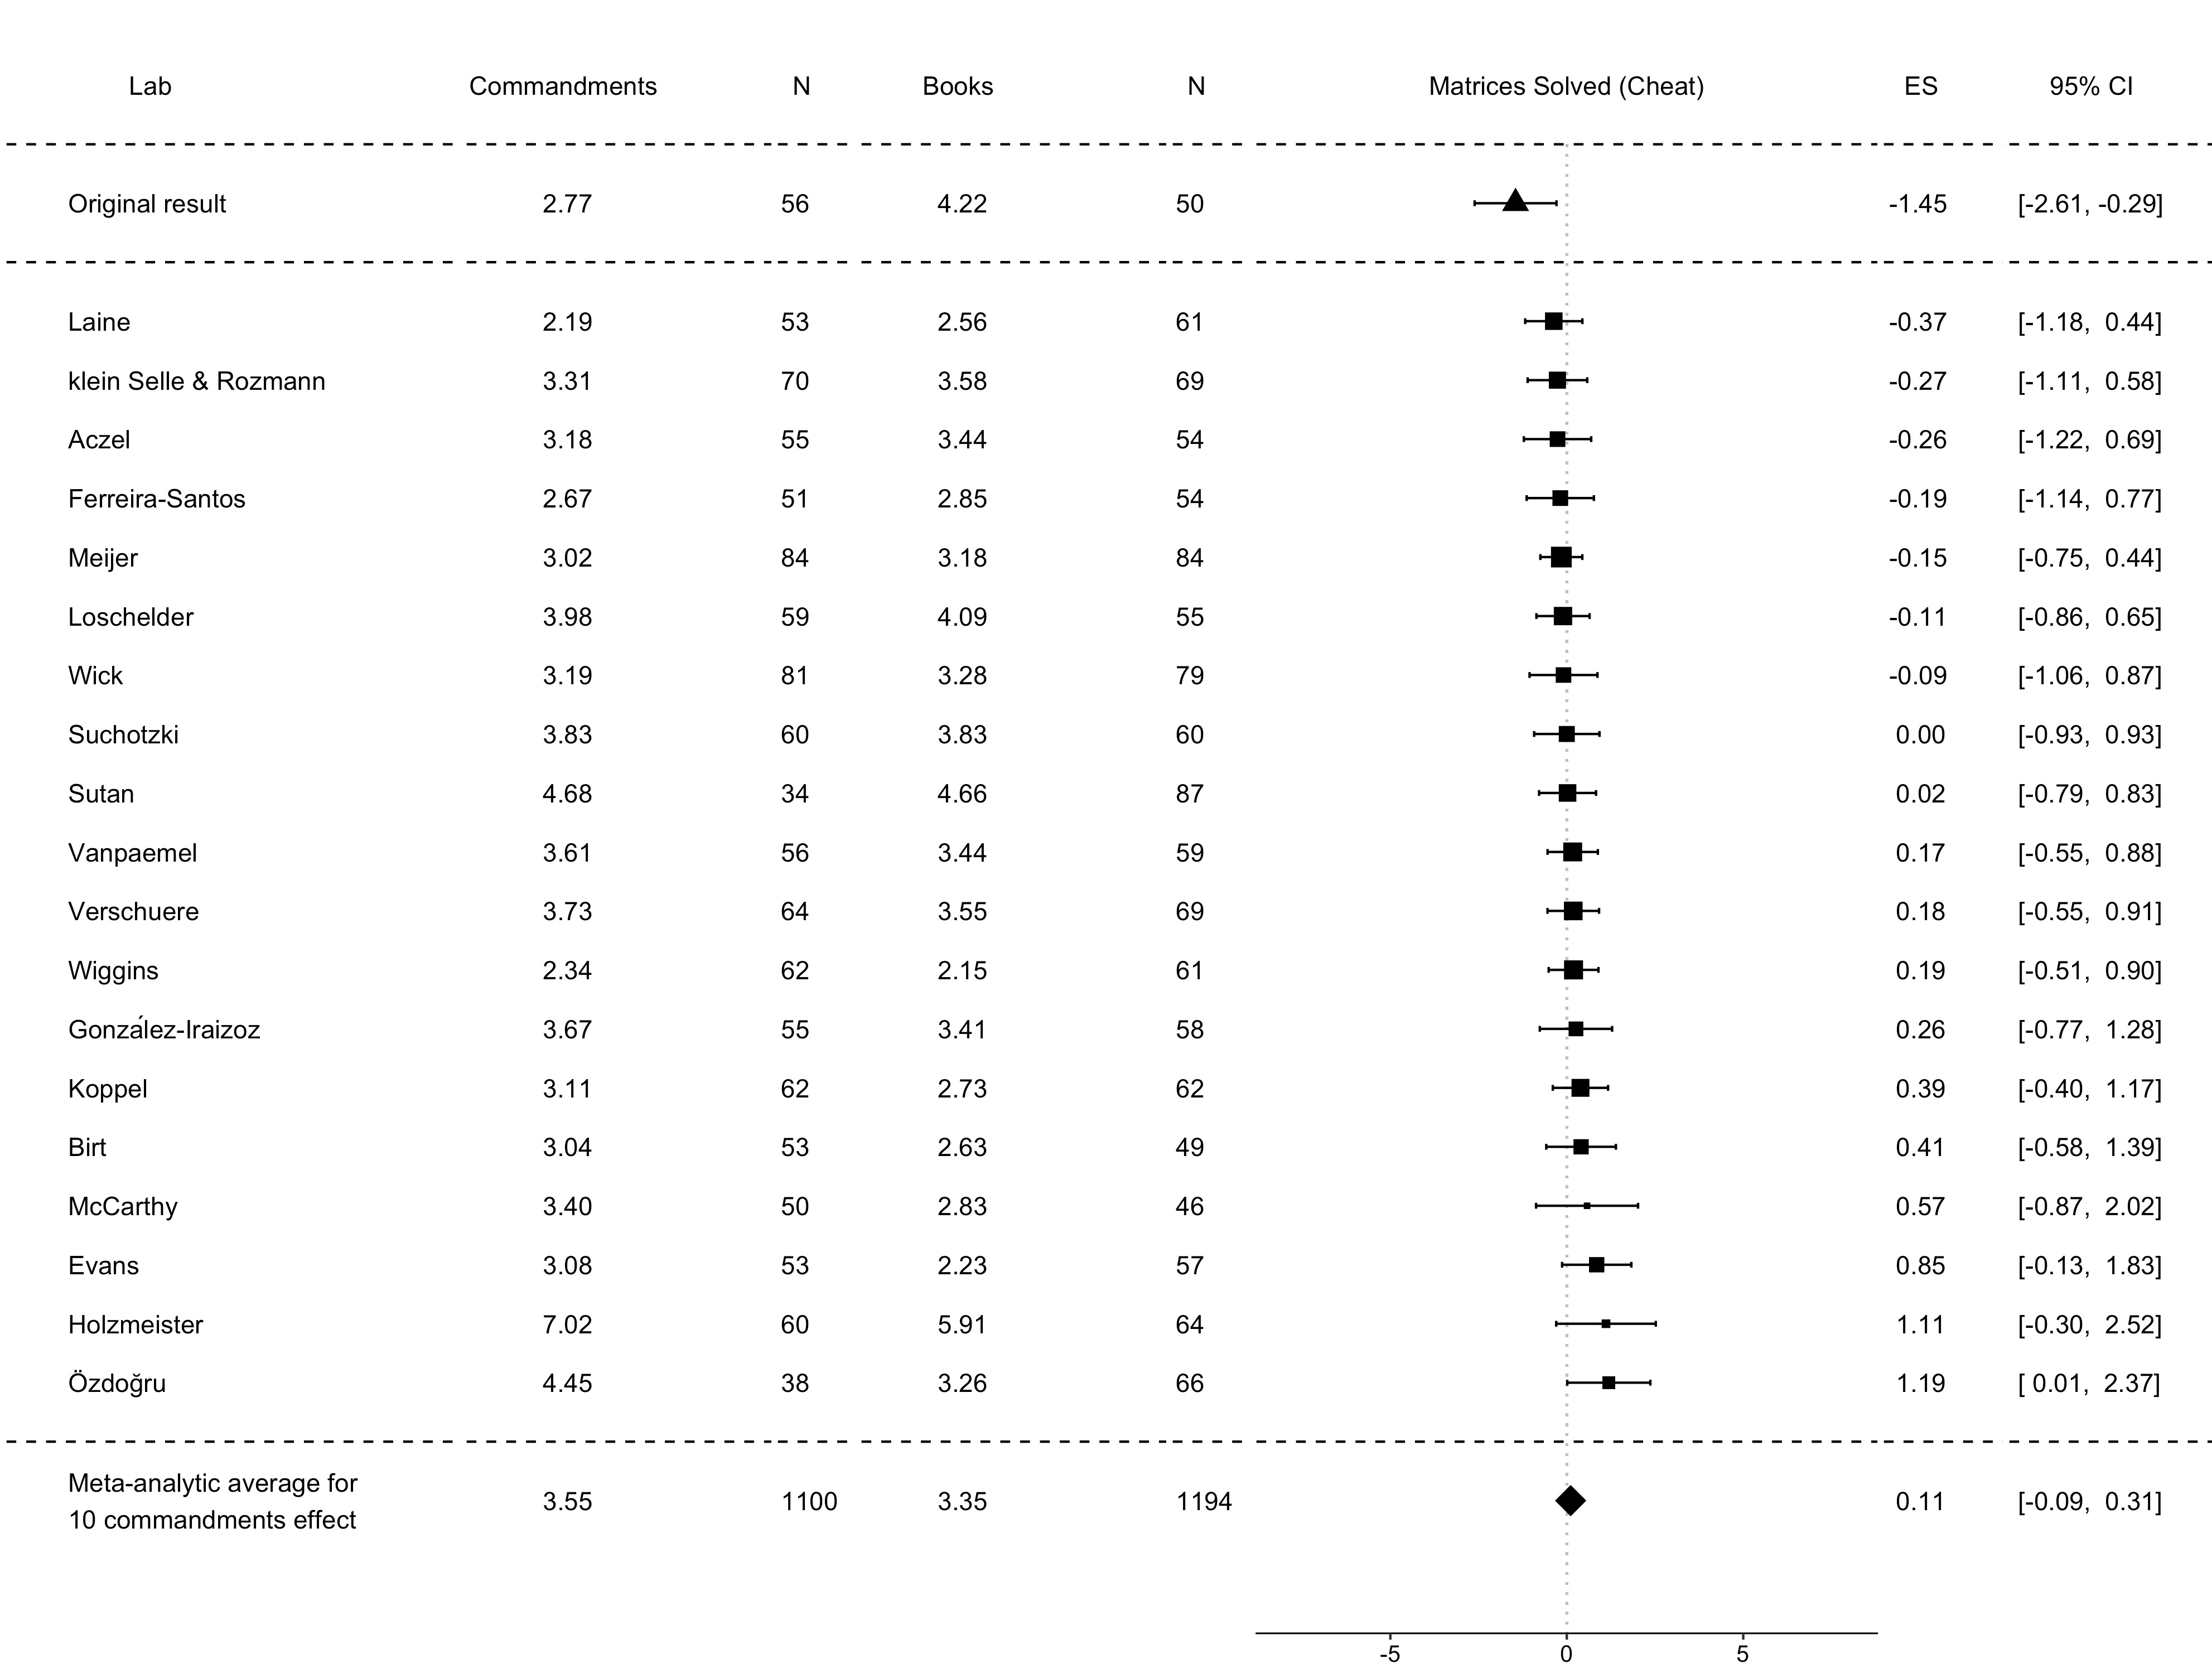 Lab Commandments N Books N Matrices Solved (Cheat) ES 95% CI
Original result 2.77 56 4.22 50 -1.45 [-2.61, -0.29]
Laine 2.19 53 2.56 61 -0.37 [-1.18, 0.44]
klein Selle & Rozmann 3.31 70 3.58 69 -0.27 [-1.11, 0.58]
Aczel 3.18 55 3.44 54 -0.26 [-1.22, 0.69]
Ferreira-Santos 2.67 51 2.85 54 -0.19 [-1.14, 0.77]
Meijer 3.02 84 3.18 84 -0.15 [-0.75, 0.44]
Loschelder 3.98 59 4.09 55 -0.11 [-0.86, 0.65]
Wick 3.19 81 3.28 79 -0.09 [-1.06, 0.87]
Suchotzki 3.83 60 3.83 60 0.00 [-0.93, 0.93]
Sutan 4.68 34 4.66 87 0.02 [-0.79, 0.83]
Vanpaemel 3.61 56 3.44 59 0.17 [-0.55, 0.88]
Verschuere 3.73 64 3.55 69 0.18 [-0.55, 0.91]
Wiggins 2.34 62 2.15 61 0.19 [-0.51, 0.90]
González-Iraizoz 3.67 55 3.41 58 0.26 [-0.77, 1.28]
Koppel 3.11 62 2.73 62 0.39 [-0.40, 1.17]
Birt 3.04 53 2.63 49 0.41 [-0.58, 1.39]
McCarthy 3.40 50 2.83 46 0.57 [-0.87, 2.02]
Evans 3.08 53 2.23 57 0.85 [-0.13, 1.83]
Holzmeister 7.02 60 5.91 64 1.11 [-0.30, 2.52]
Özdoğru 4.45 38 3.26 66 1.19 [ 0.01, 2.37]
Meta-analytic average for
10 commandments effect 3.55 1100 3.35 1194 0.11 [-0.09, 0.31]
-5 0 5